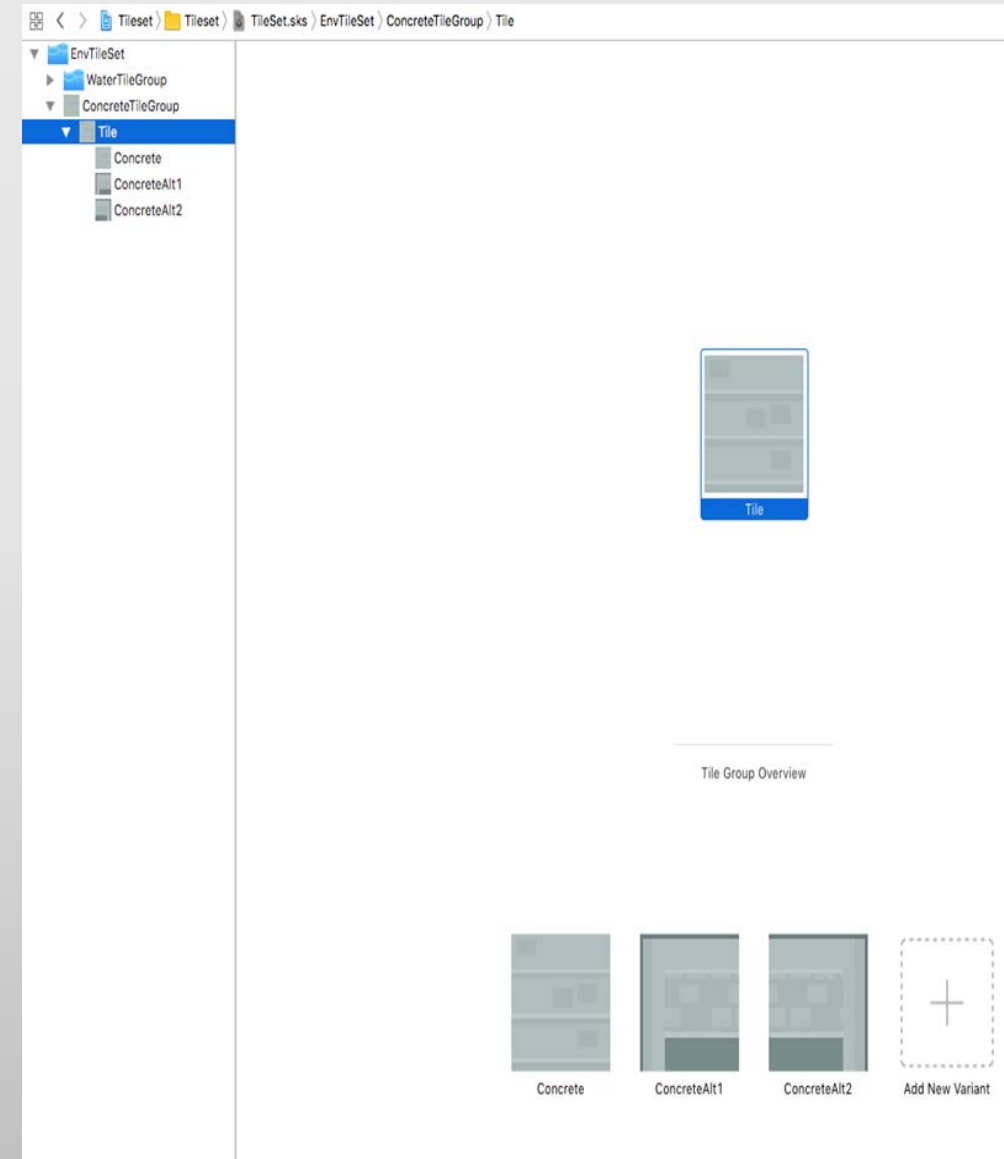 Tileset 〉 Tileset 〉 TileSet.sks 〉 EnvTileSet 〉 ConcreteTileGroup 〉 Tile
EnvTileSet
WaterTileGroup
ConcreteTileGroup
Tile
Concrete
ConcreteAlt1
ConcreteAlt2
Tile
Tile Group Overview
Concrete ConcreteAlt1 ConcreteAlt2 Add New Variant